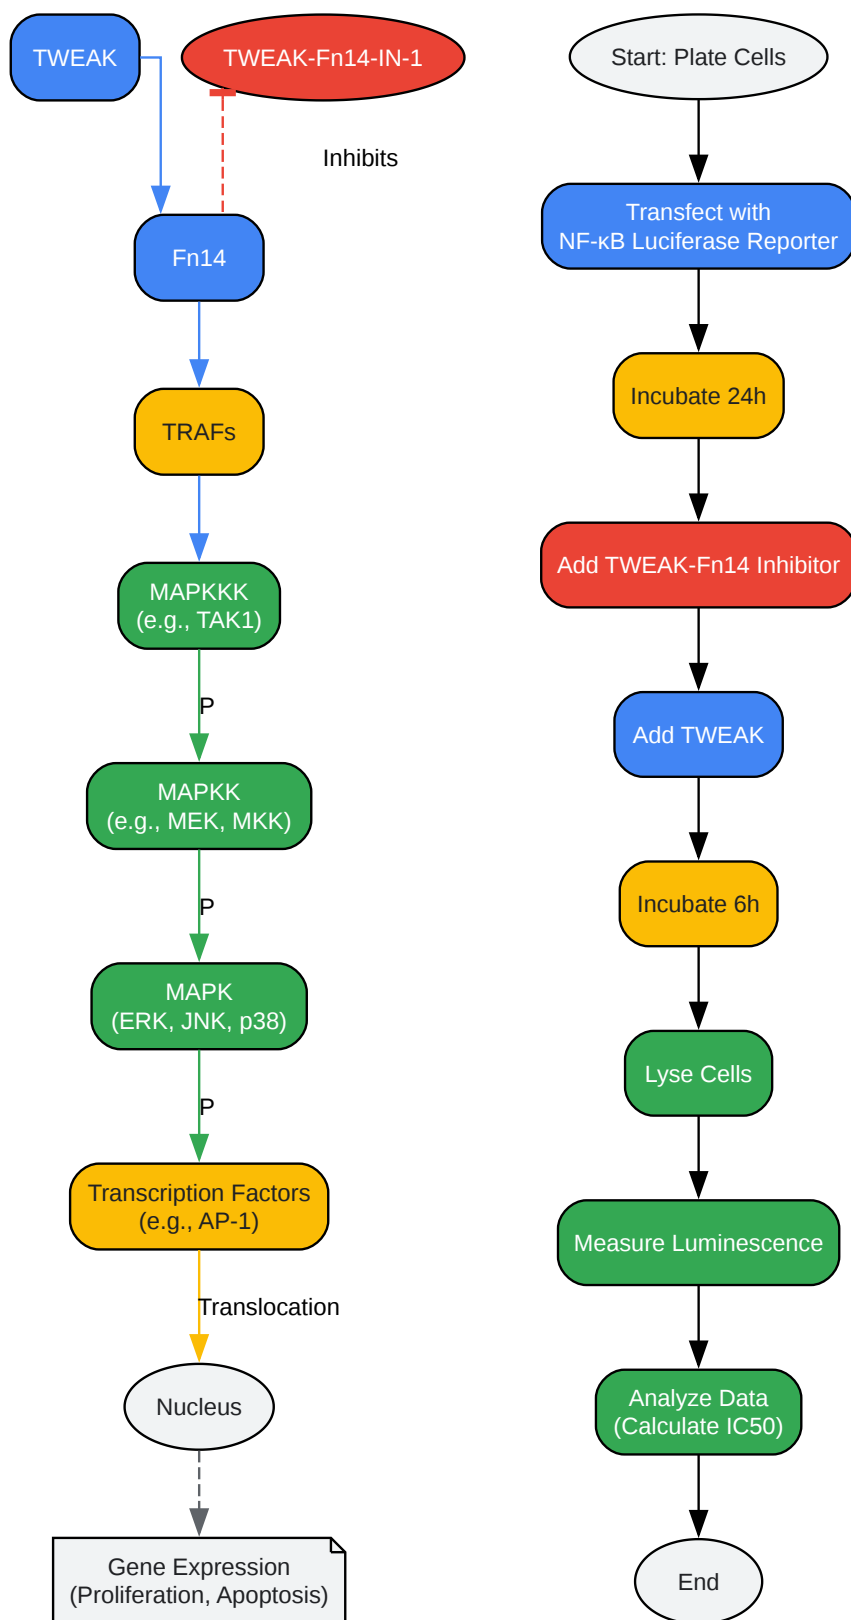 TWEAK
TWEAK-Fn14-IN-1
Inhibits
Fn14
TRAFs
MAPKKK
(e.g., TAK1)
P
MAPKK
(e.g., MEK, MKK)
P
MAPK
(ERK, JNK, p38)
P
Transcription Factors
(e.g., AP-1)
Translocation
Nucleus
Gene Expression
(Proliferation, Apoptosis)
Start: Plate Cells
Transfect with
NF-κB Luciferase Reporter
Incubate 24h
Add TWEAK-Fn14 Inhibitor
Add TWEAK
Incubate 6h
Lyse Cells
Measure Luminescence
Analyze Data
(Calculate IC50)
End